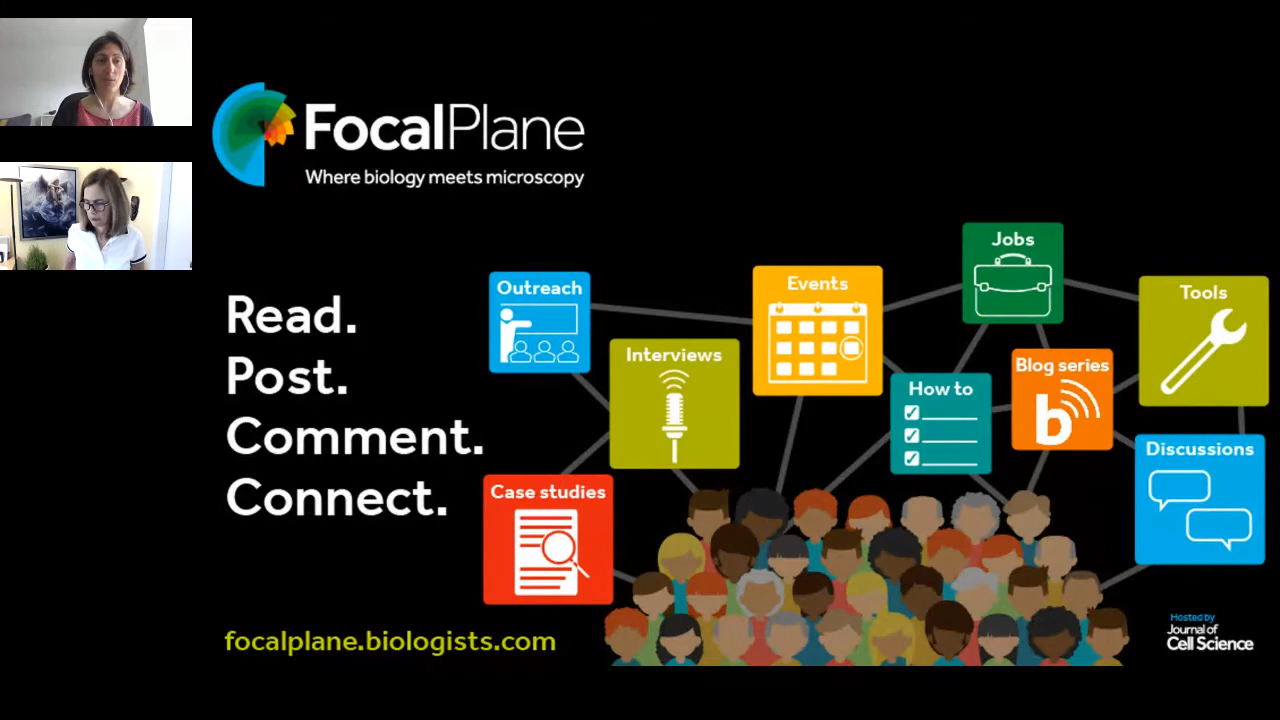 FocalPlane
Where biology meets microscopy
Read.
Post.
Comment.
Connect.
Outreach
Interviews
Events
Jobs
Tools
How to
Blog series
b
Discussions
Case studies
focalplane.biologists.com
Hosted by
Journal of
Cell Science